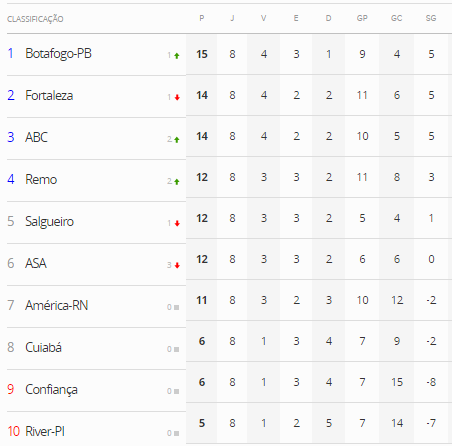 CLASSIFICAÇÃO P J V E D GP GC SG
1 Botafogo-PB 1 15 8 4 3 1 9 4 5
2 Fortaleza 1 14 8 4 2 2 11 6 5
3 ABC 2 14 8 4 2 2 10 5 5
4 Remo 2 12 8 3 3 2 11 8 3
5 Salgueiro 1 12 8 3 3 2 5 4 1
6 ASA 3 12 8 3 3 2 6 6 0
7 América-RN 0 11 8 3 2 3 10 12 -2
8 Cuiabá 0 6 8 1 3 4 7 9 -2
9 Confiança 0 6 8 1 3 4 7 15 -8
10 River-PI 0 5 8 1 2 5 7 14 -7